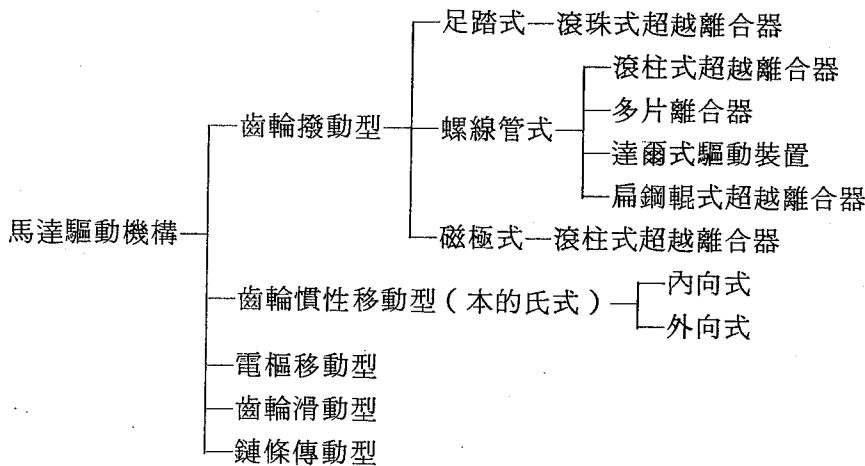 足踏式—滾珠式超越離合器
滾柱式超越離合器
齒輪撥動型
螺線管式
多片離合器
達爾式驅動裝置
扁鋼輥式超越離合器
馬達驅動機構
磁極式—滾柱式超越離合器
齒輪慣性移動型(本的氏式)
內向式
外向式
電樞移動型
齒輪滑動型
鏈條傳動型